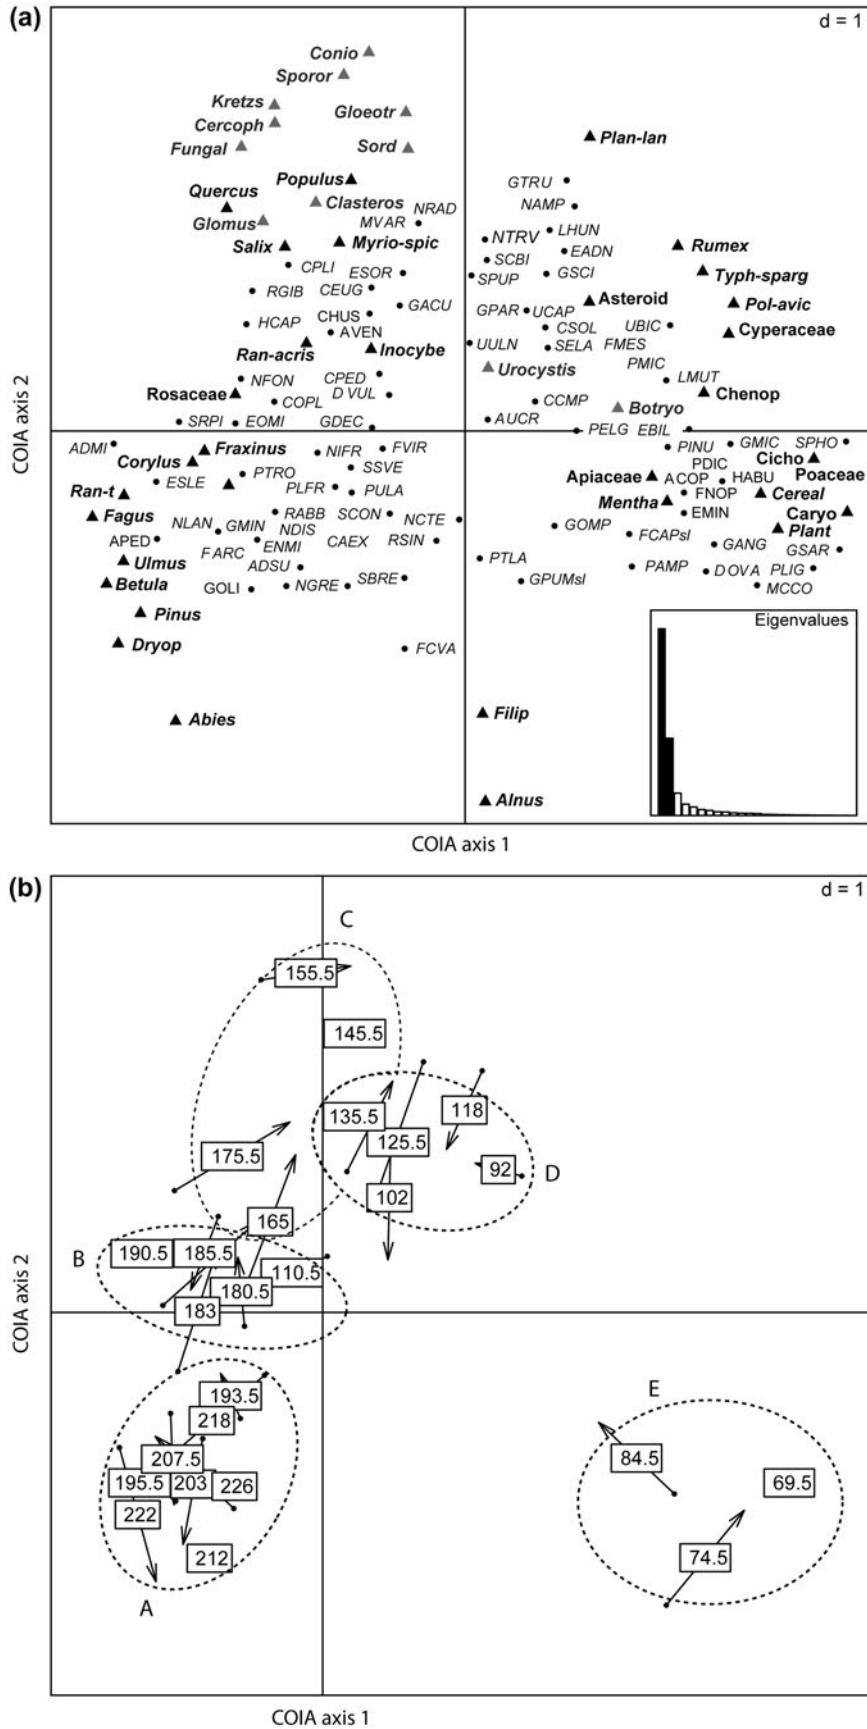 (a)
d = 1
Conio
Sporor
Kretzs
Gloeotr
Cercoph
Fungal
Sord
Plan-lan
Populus
GTRU
Quercus
Clasteros
NRAD
NAMP
Glomus
MVAR
LHUN
Salix
Myrio-spic
NTRV
Rumex
SCBI
EADN
CPLI
ESOR
SPUP
GSCI
Typh-sparg
RGIB
CEUG
GACU
Asteroid
Pol-avic
CHUS
GPAR
UCAP
HCAP
AVEN
CSOL
UBIC
Cyperaceae
Ran-acris
Inocybe
UULN
SELA
FMES
Urocystis
PMIC
NFON
CPED
LMUT
Rosaceae
DVUL
Chenop
COPL
CCMP
Botryo
SRPI
EOMI
GDEC
AUCR
PELG
EBIL
ADMI
Fraxinus
NIFR
FVIR
PINU
GMIC
SPHO
Corylus
SSVE
PDIC
Cicho
PTRO
Apiaceae
ACOP
HABU
Poaceae
ESLE
PLFR
PULA
Ran-t
Mentha
FNOP
Cereal
Fagus
RABB
SCON
NCTE
EMIN
Caryo
NLAN
GMIN
NDIS
GOMP
FCAPsl
Plant
APED
FARC
ENMI
CAEX
RSIN
GANG
GSAR
Ulmus
ADSU
PTLA
PAMP
DOVA
PLIG
Betula
GOLI
NGRE
SBRE
GPUMsl
MCCO
Pinus
Eigenvalues
Dryop
FCVA
Abies
Filip
Alnus
COIA axis 2
COIA axis 1
(b)
d = 1
C
155.5
145.5
135.5
118
125.5
175.5
92
D
102
165
B
190.5
185.5
110.5
180.5
183
E
193.5
218
207.5
84.5
195.5
203
226
69.5
222
212
74.5
A
COIA axis 2
COIA axis 1